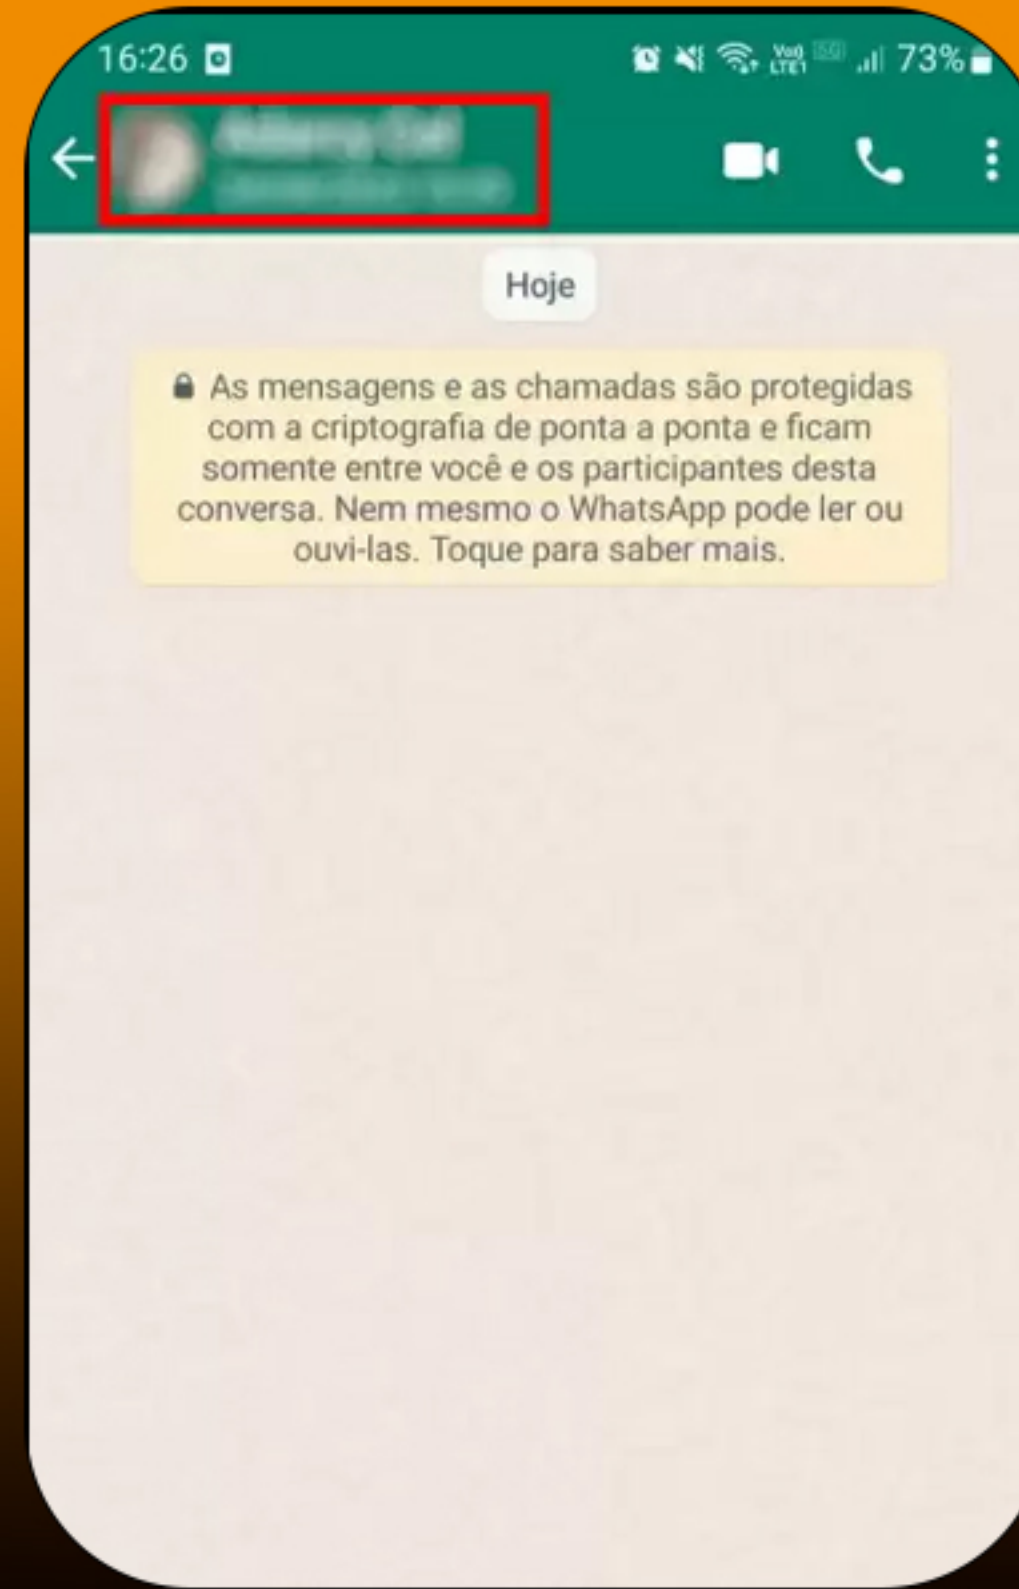 16:26
73%
Hoje
As mensagens e as chamadas são protegidas
com a criptografia de ponta a ponta e ficam
somente entre você e os participantes desta
conversa. Nem mesmo o WhatsApp pode ler ou
ouvi-las. Toque para saber mais.